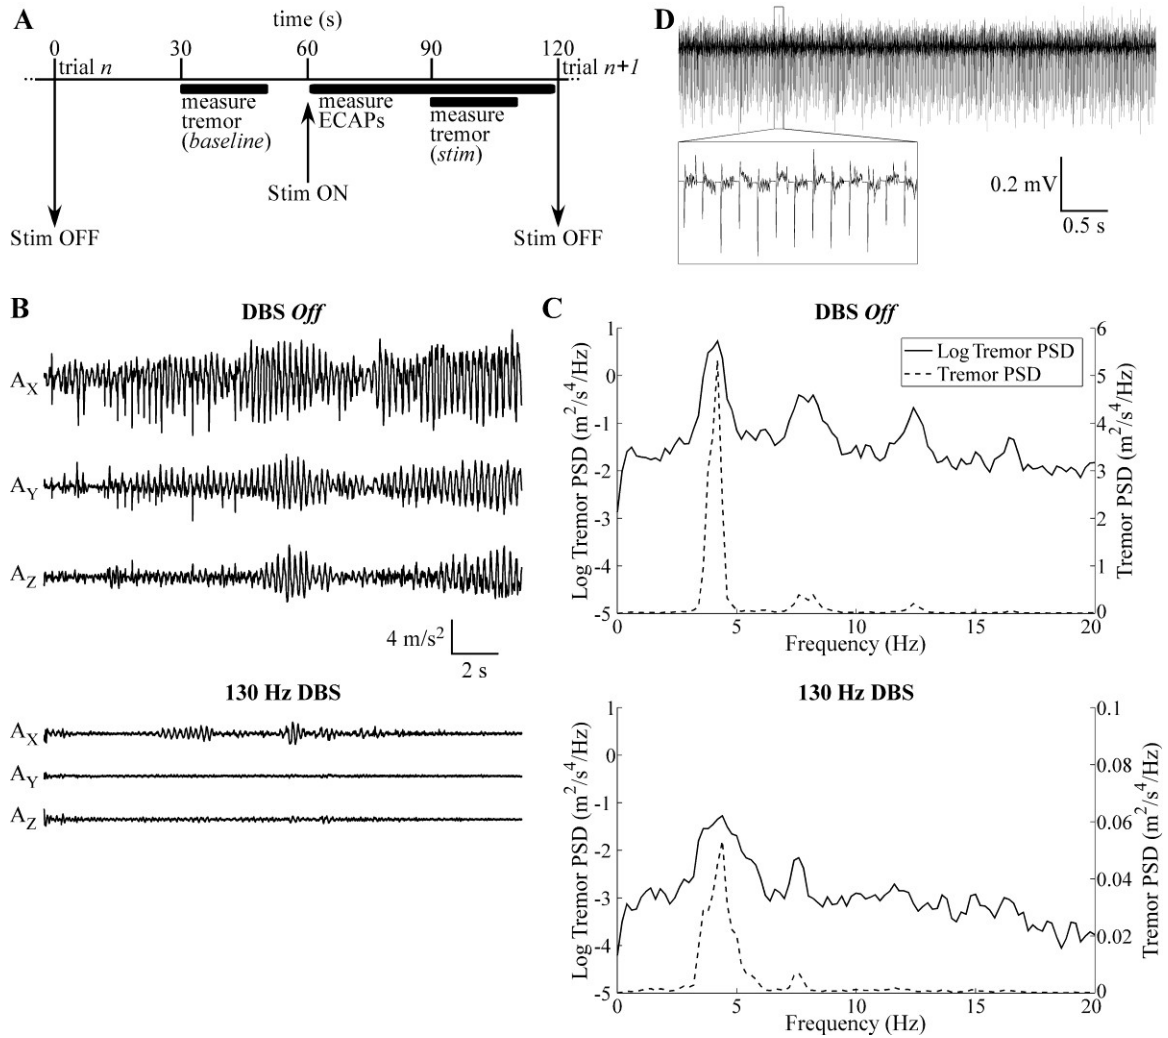 A
time (s)
0 30 60 90 120
trial n
trial n+1
measure
tremor
(baseline)
measure
ECAPs
measure
tremor
(stim)
Stim ON
Stim OFF
Stim OFF
D
0.2 mV
0.5 s
B
DBS Off
AX
AY
AZ
4 m/s²
2 s
130 Hz DBS
AX
AY
AZ
C
DBS Off
Log Tremor PSD
Tremor PSD
Log Tremor PSD (m²/s⁴/Hz)
1
0
-1
-2
-3
-4
-5
Tremor PSD (m²/s⁴/Hz)
6
5
4
3
2
1
0
0 5 10 15 20
Frequency (Hz)
130 Hz DBS
Log Tremor PSD (m²/s⁴/Hz)
1
0
-1
-2
-3
-4
-5
Tremor PSD (m²/s⁴/Hz)
0.1
0.08
0.06
0.04
0.02
0
0 5 10 15 20
Frequency (Hz)